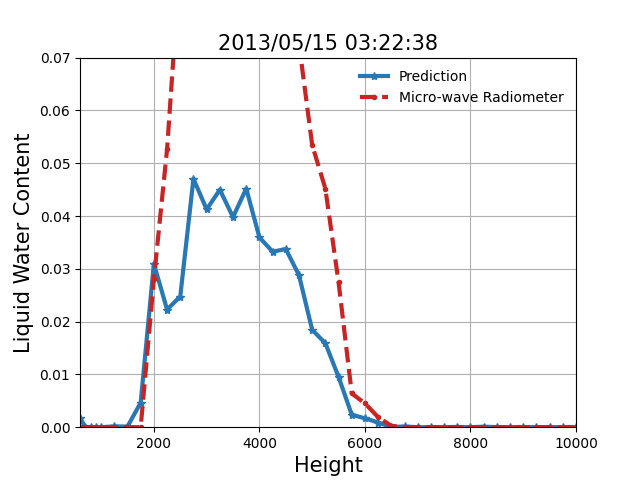 2013/05/15 03:22:38
Prediction
Micro-wave Radiometer
Liquid Water Content
0.07
0.06
0.05
0.04
0.03
0.02
0.01
0.00
2000 4000 6000 8000 10000
Height